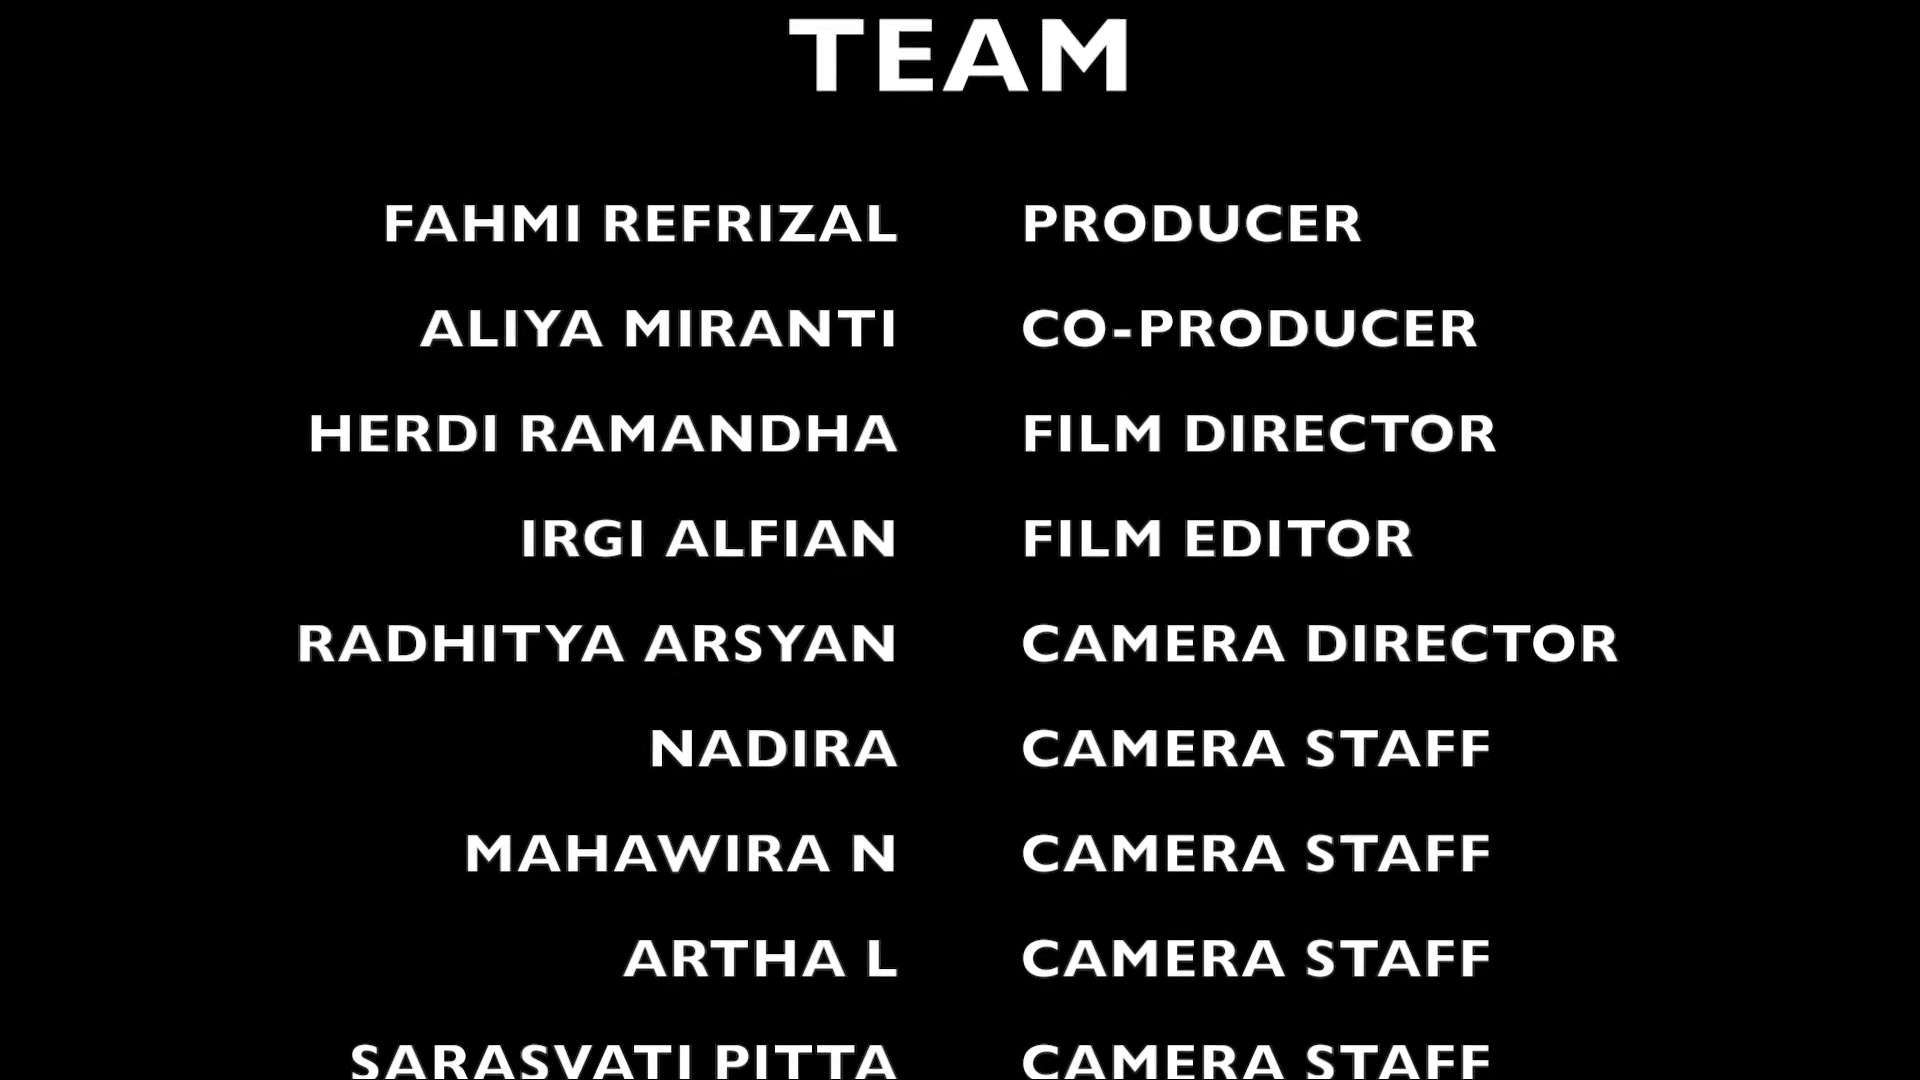 TEAM
FAHMI REFRIZAL PRODUCER
ALIYA MIRANTI CO-PRODUCER
HERDI RAMANDHA FILM DIRECTOR
IRGI ALFIAN FILM EDITOR
RADHITYA ARSYAN CAMERA DIRECTOR
NADIRA CAMERA STAFF
MAHAWIRA N CAMERA STAFF
ARTHA L CAMERA STAFF
SARASVATI PITTA CAMERA STAFF